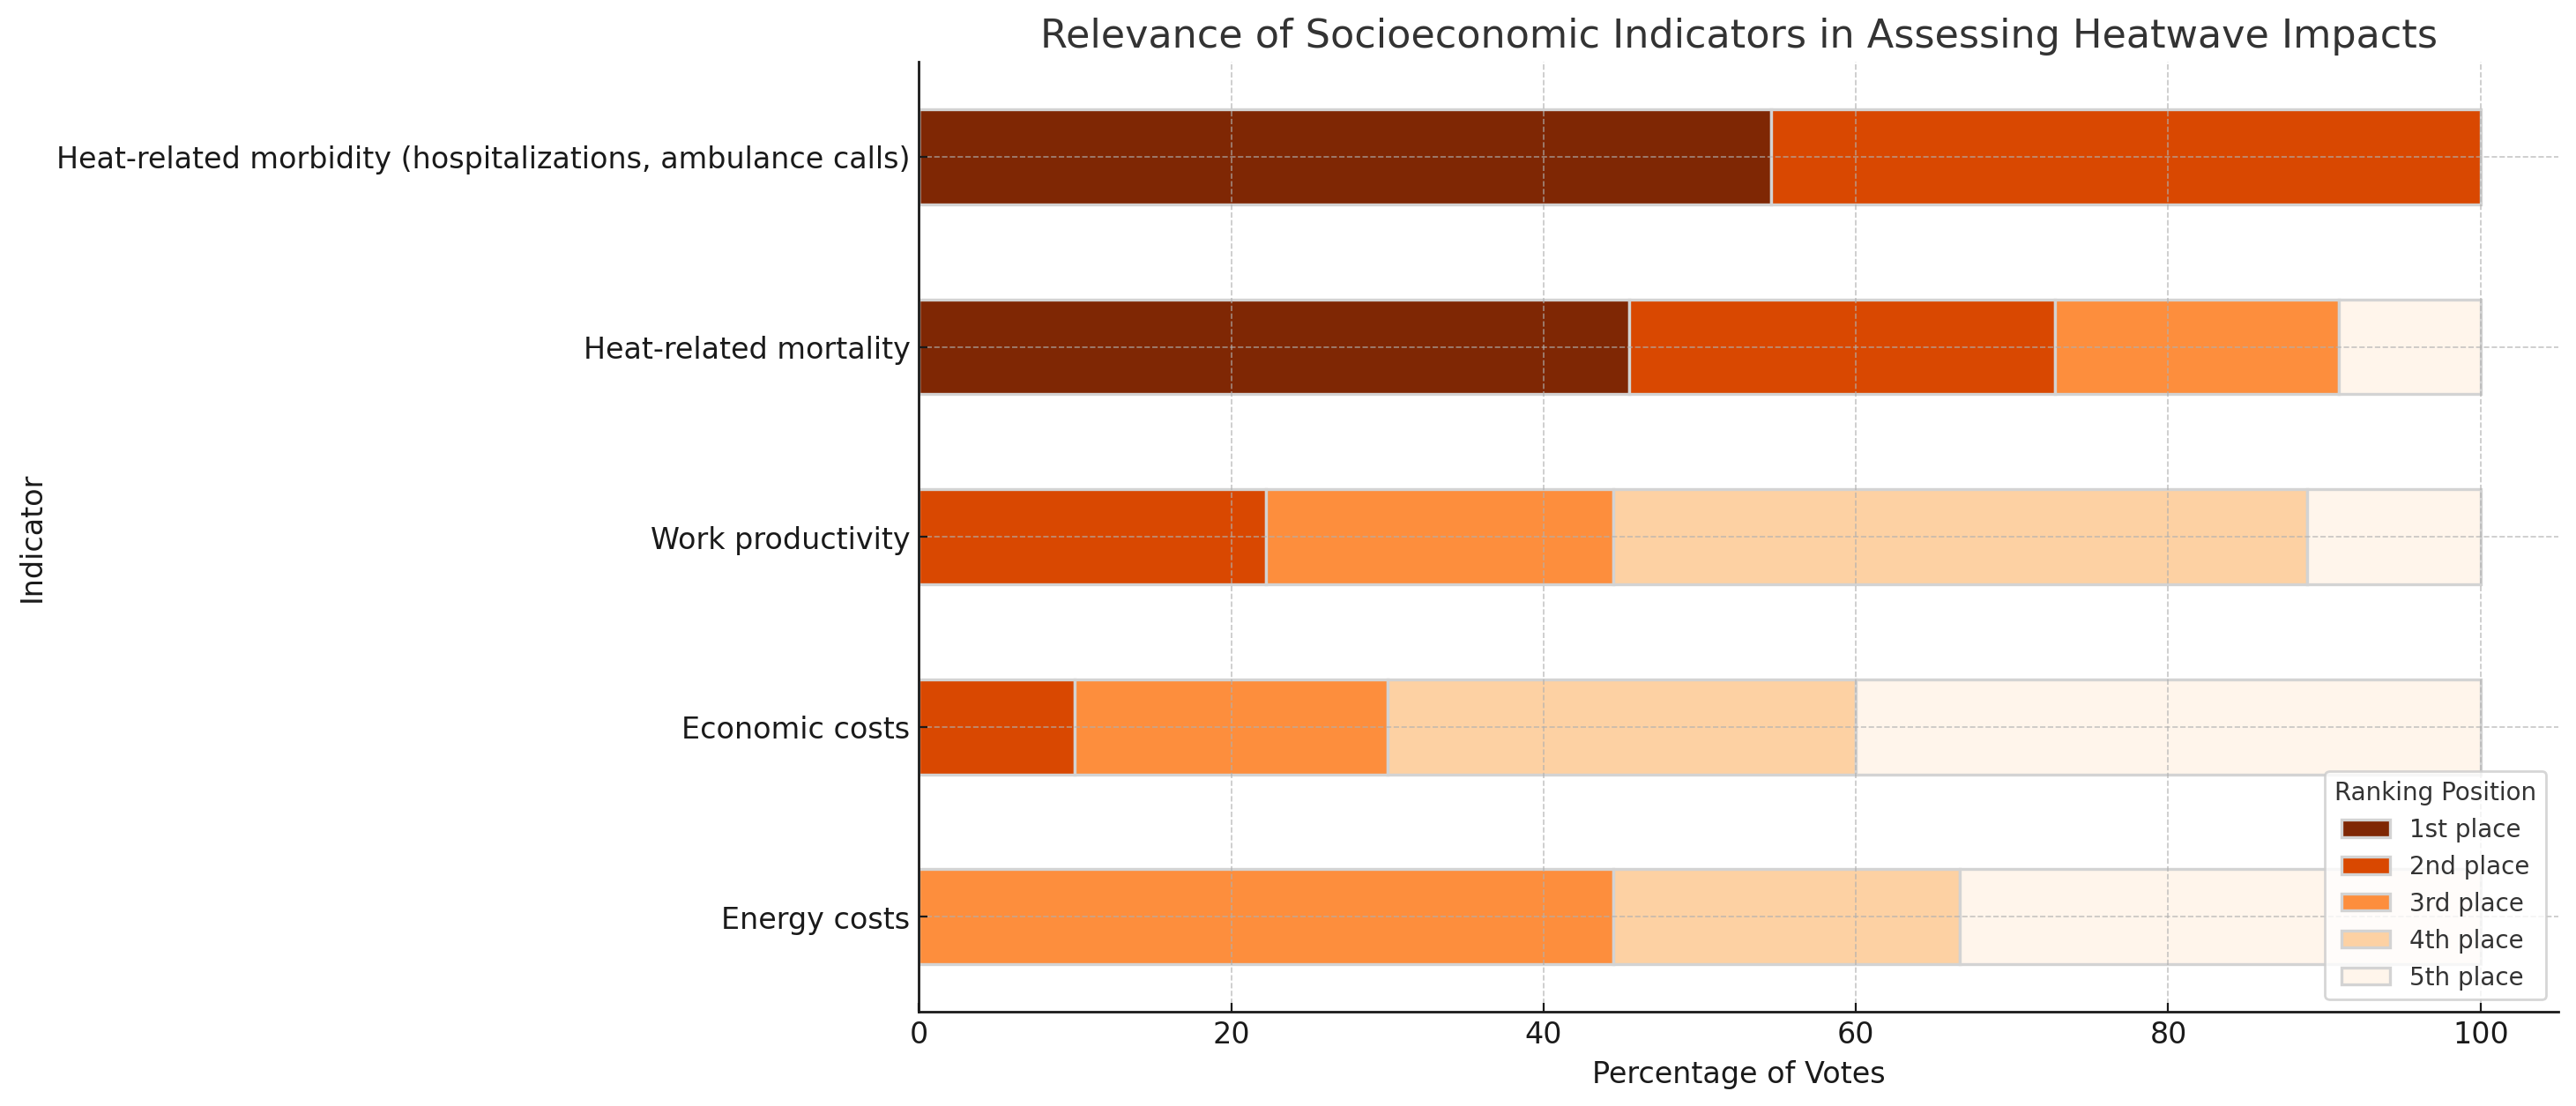 Relevance of Socioeconomic Indicators in Assessing Heatwave Impacts
Heat-related morbidity (hospitalizations, ambulance calls)
Heat-related mortality
Work productivity
Economic costs
Energy costs
Indicator
Ranking Position
1st place
2nd place
3rd place
4th place
5th place
0 20 40 60 80 100
Percentage of Votes